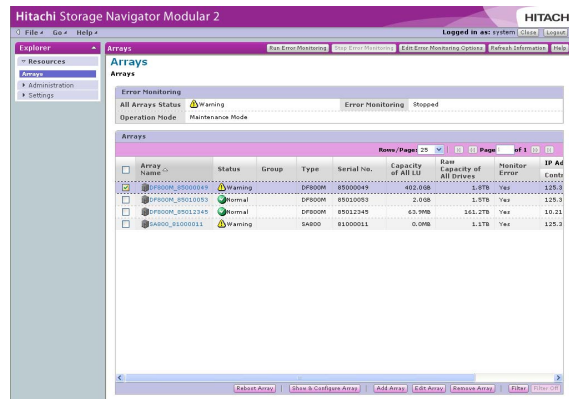 Hitachi Storage Navigator Modular 2
HITACH
File Go Help
Logged in as: system Close Logout
Explorer
Resources
Arrays
Administration
Settings
Arrays
Run Error Monitoring Stop Error Monitoring Edit Error Monitoring Options Refresh Information Help
Arrays
Arrays
Error Monitoring
All Arrays Status Warning Error Monitoring Stopped
Operation Mode Maintenance Mode
Arrays
Rows/Page: 25 Page of 1
Array Name Status Group Type Serial No. Capacity of All LU Raw Capacity of All Drives Monitor Error IP Ad
Contr
DF800M_85000049 Warning DF800M 85000049 402.0GB 1.8TB Yes 125.3
DF800M_85010053 Normal DF800M 85010053 2.0GB 1.5TB Yes 125.3
DF800M_85012345 Normal DF800M 85012345 63.9MB 161.2TB Yes 10.21
SA800_81000011 Warning SA800 81000011 0.0MB 1.1TB Yes 125.3
Reboot Array Show & Configure Array Add Array Edit Array Remove Array Filter Filter Off